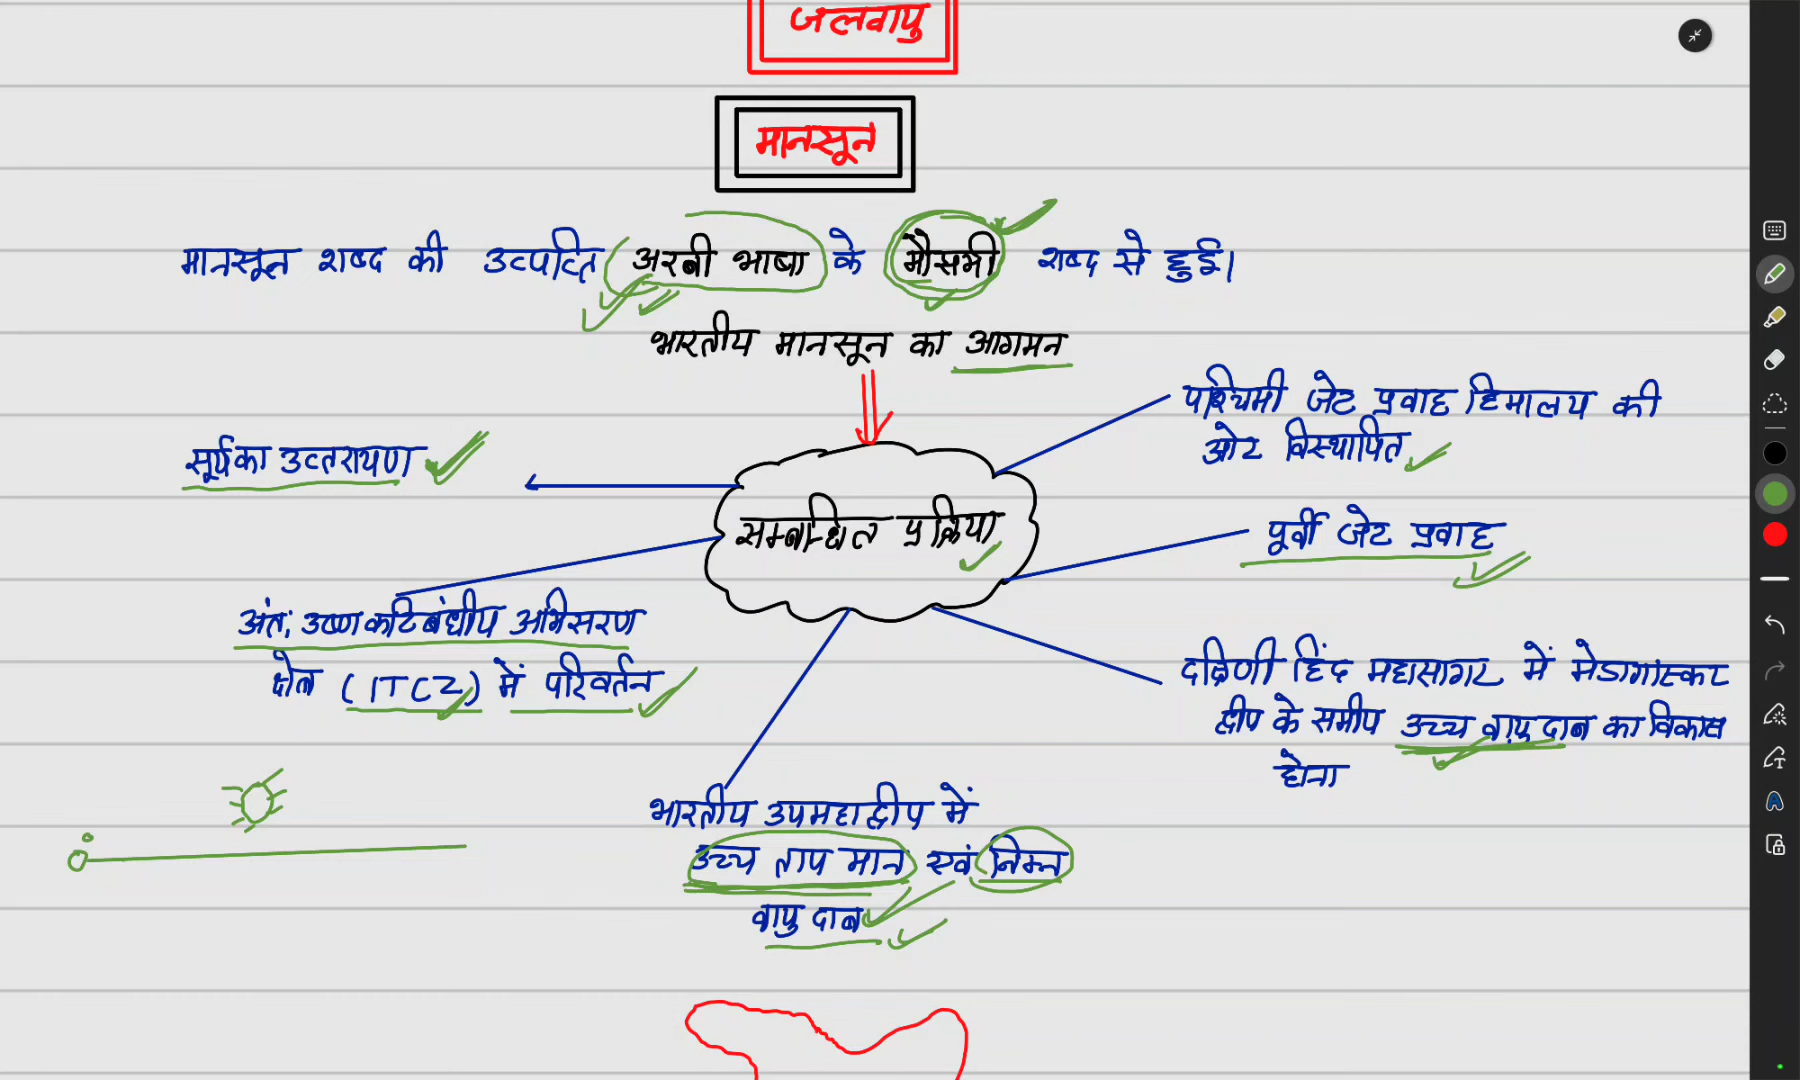 जलवायु
मानसून
मानसून शब्द की उत्पत्ति अरबी भाषा के मौसमी शब्द से हुई।
भारतीय मानसून का आगमन
पश्चिमी जेट प्रवाह हिमालय की
ओर विस्थापित
सूर्य का उत्तरायण
सम्बन्धित प्रक्रिया
पूर्वी जेट प्रवाह
अंतः उष्ण कटिबंधीय अभिसरण
क्षेत्र (ITCZ) में परिवर्तन
दक्षिणी हिंद महासागर में मेडागास्कर
द्वीप के समीप उच्च वायु दाब का विकास
होना
भारतीय उपमहाद्वीप में
उच्च ताप मान एवं निम्न
वायु दाब